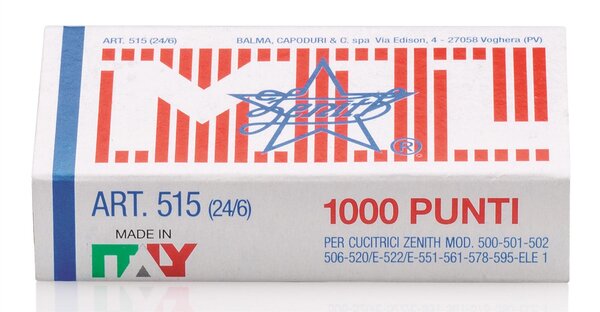 ART. 515 (24/6)
BALMA, CAPODURI & C. spa Via Edison, 4 - 27058 Voghera (PV)
Zenith
®
ART. 515 (24/6)
1000 PUNTI
MADE IN
ITALY
PER CUCITRICI ZENITH MOD. 500-501-502
506-520/E-522/E-551-561-578-595-ELE 1